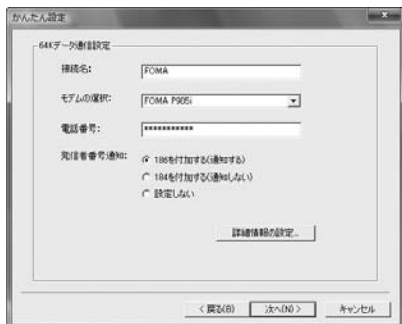 かんたん設定
64Kデータ通信設定
接続名: FOMA
モデムの選択: FOMA P905i
電話番号: ***********
発信者番号通知: 186を付加する(通知する)
184を付加する(通知しない)
設定しない
詳細情報の設定...
< 戻る(B) 次へ(N) > キャンセル